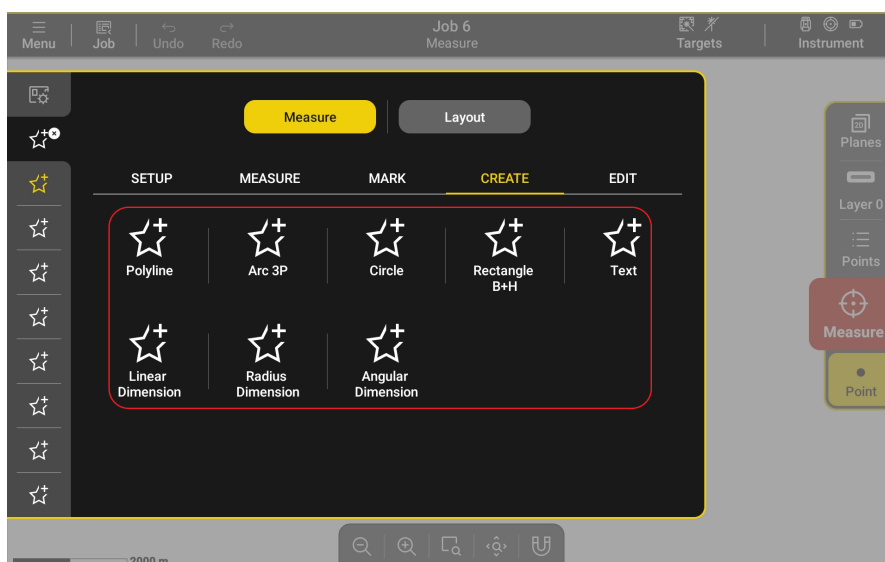 Menu
Job
Undo
Redo
Job 6
Measure
Targets
Instrument
Measure
Layout
SETUP
MEASURE
MARK
CREATE
EDIT
Polyline
Arc 3P
Circle
Rectangle
B+H
Text
Linear
Dimension
Radius
Dimension
Angular
Dimension
2D
Planes
Layer 0
Points
Measure
Point
2000 m